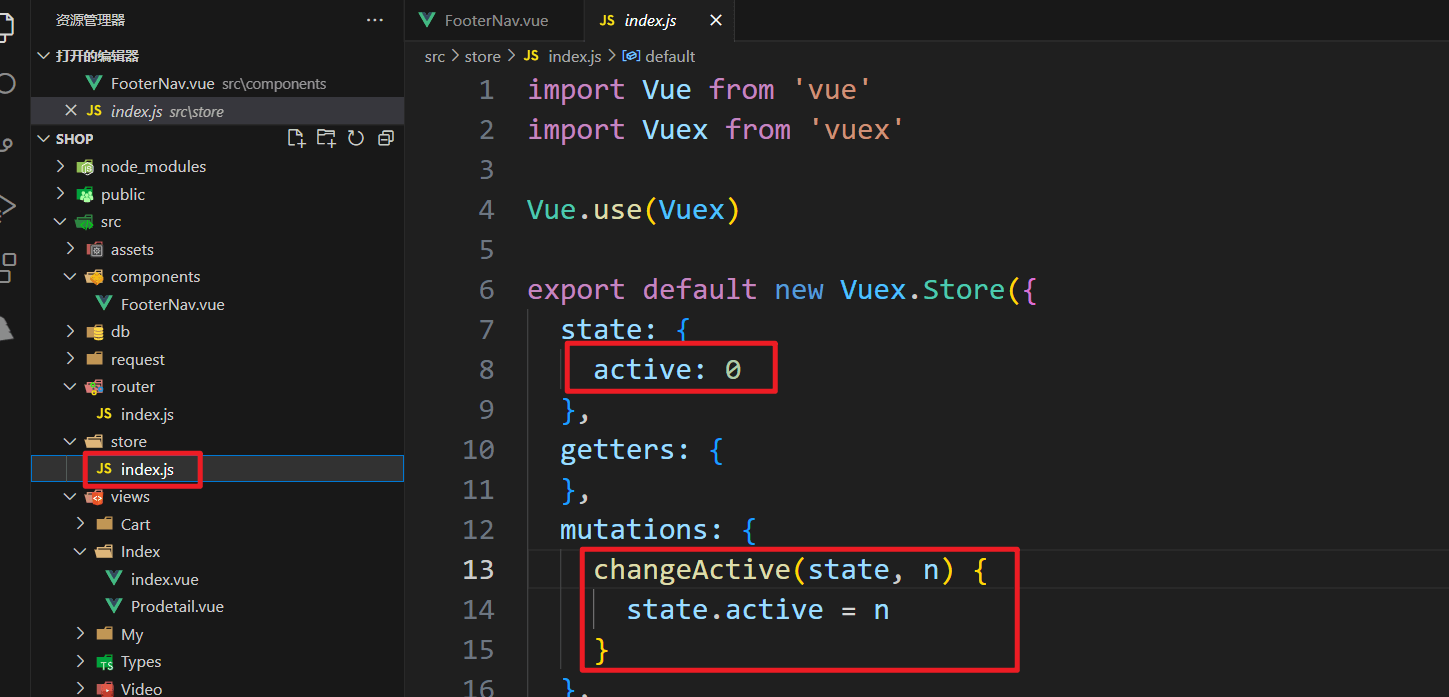 资源管理器 ···
打开的编辑器
FooterNav.vue src\components
JS index.js src\store
SHOP
node_modules
public
src
assets
components
FooterNav.vue
db
request
router
JS index.js
store
JS index.js
views
Cart
Index
index.vue
Prodetail.vue
My
TS Types
Video
FooterNav.vue JS index.js
src > store > JS index.js > default
1 import Vue from 'vue'
2 import Vuex from 'vuex'
3
4 Vue.use(Vuex)
5
6 export default new Vuex.Store({
7 state: {
8 active: 0
9 },
10 getters: {
11 },
12 mutations: {
13 changeActive(state, n) {
14 state.active = n
15 }
16 },